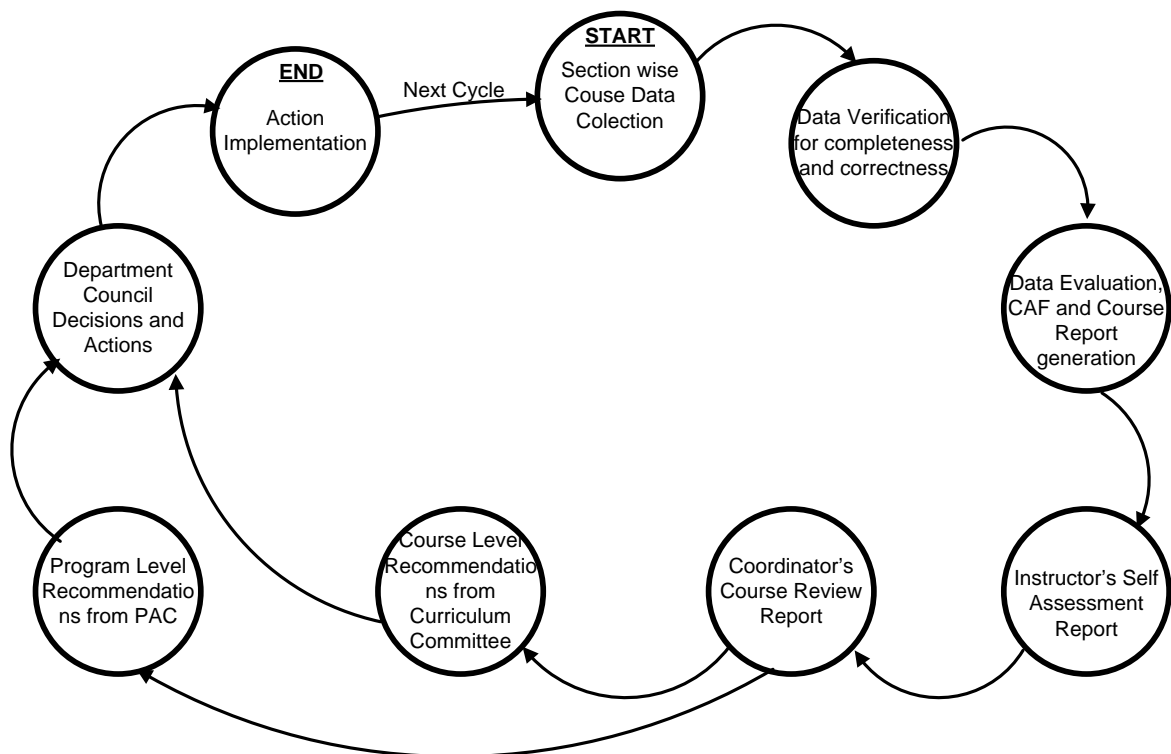 START
Section wise
Couse Data
Colection
Data Verification
for completeness
and correctness
Data Evaluation,
CAF and Course
Report
generation
Instructor's Self
Assessment
Report
Coordinator's
Course Review
Report
Course Level
Recommendatio
ns from
Curriculum
Committee
Program Level
Recommendatio
ns from PAC
Department
Council
Decisions and
Actions
END
Action
Implementation
Next Cycle